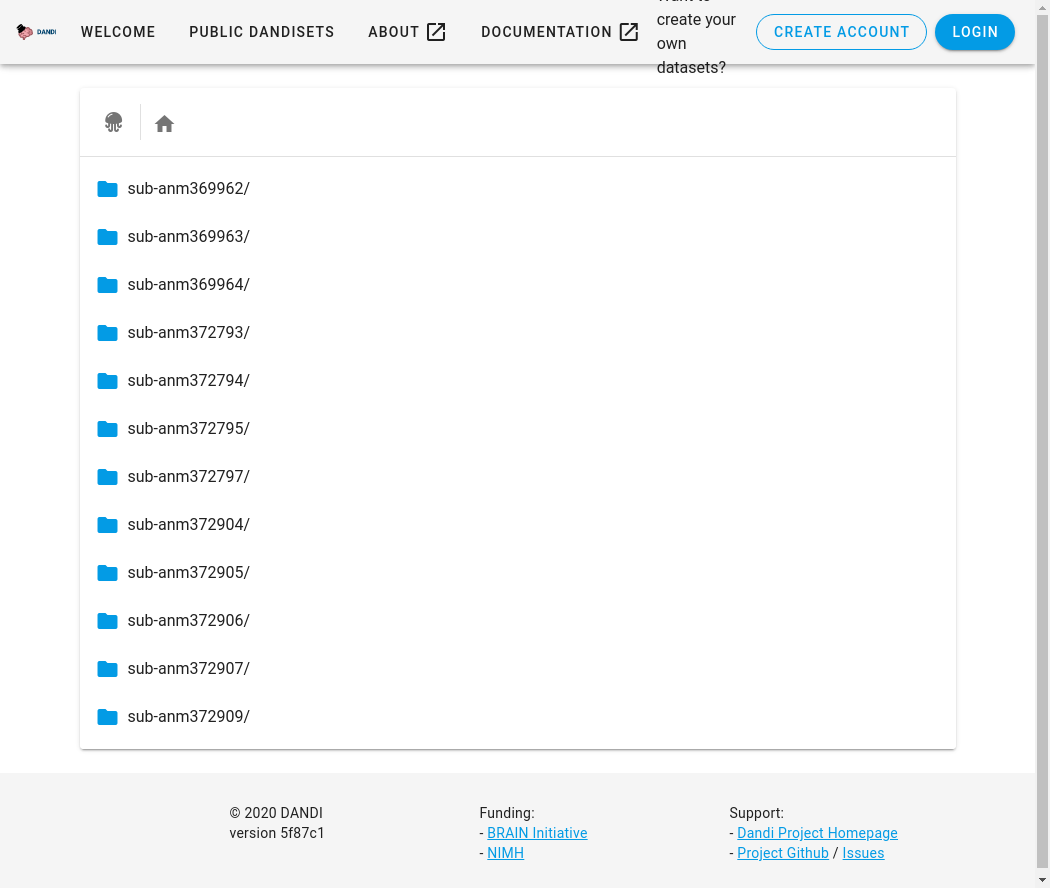 DANDI
WELCOME
PUBLIC DANDISETS
ABOUT
DOCUMENTATION
create your
own
datasets?
CREATE ACCOUNT
LOGIN
sub-anm369962/
sub-anm369963/
sub-anm369964/
sub-anm372793/
sub-anm372794/
sub-anm372795/
sub-anm372797/
sub-anm372904/
sub-anm372905/
sub-anm372906/
sub-anm372907/
sub-anm372909/
© 2020 DANDI
version 5f87c1
Funding:
- BRAIN Initiative
- NIMH
Support:
- Dandi Project Homepage
- Project Github / Issues